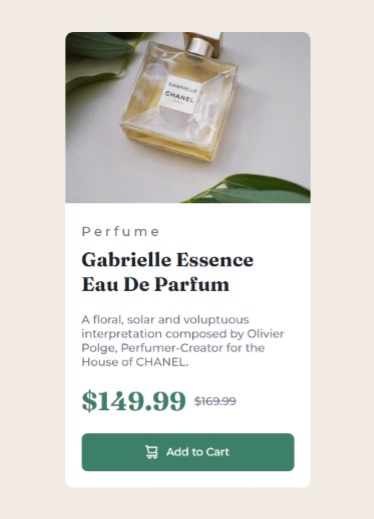 GABRIELLE
CHANEL
Perfume
Gabrielle Essence
Eau De Parfum
A floral, solar and voluptuous
interpretation composed by Olivier
Polge, Perfumer-Creator for the
House of CHANEL.
$149.99 $169.99
Add to Cart